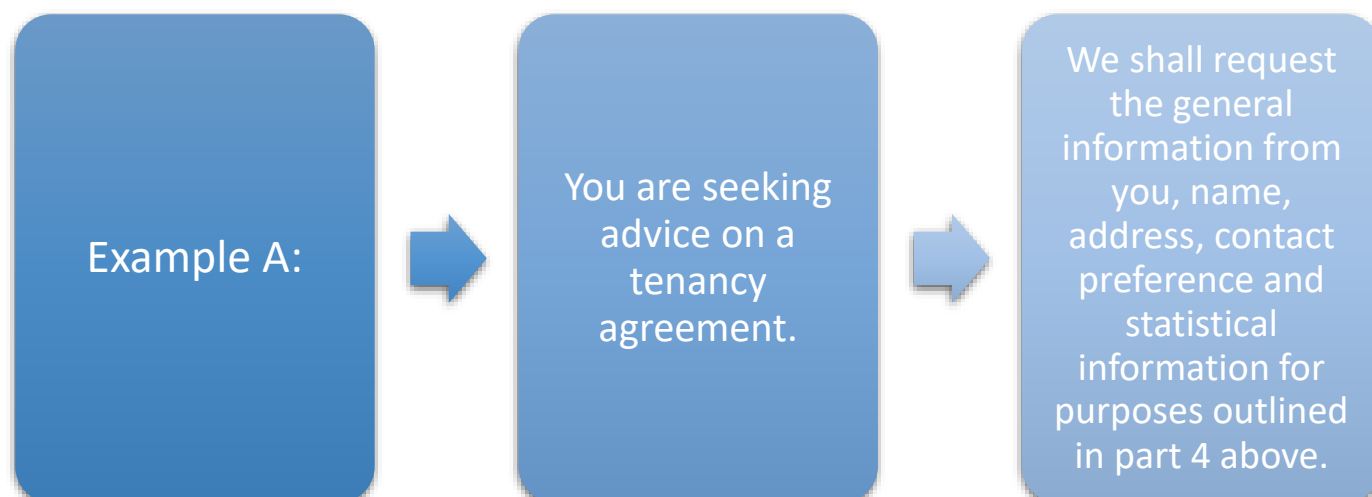 Example A:
You are seeking
advice on a
tenancy
agreement.
We shall request
the general
information from
you, name,
address, contact
preference and
statistical
information for
purposes outlined
in part 4 above.